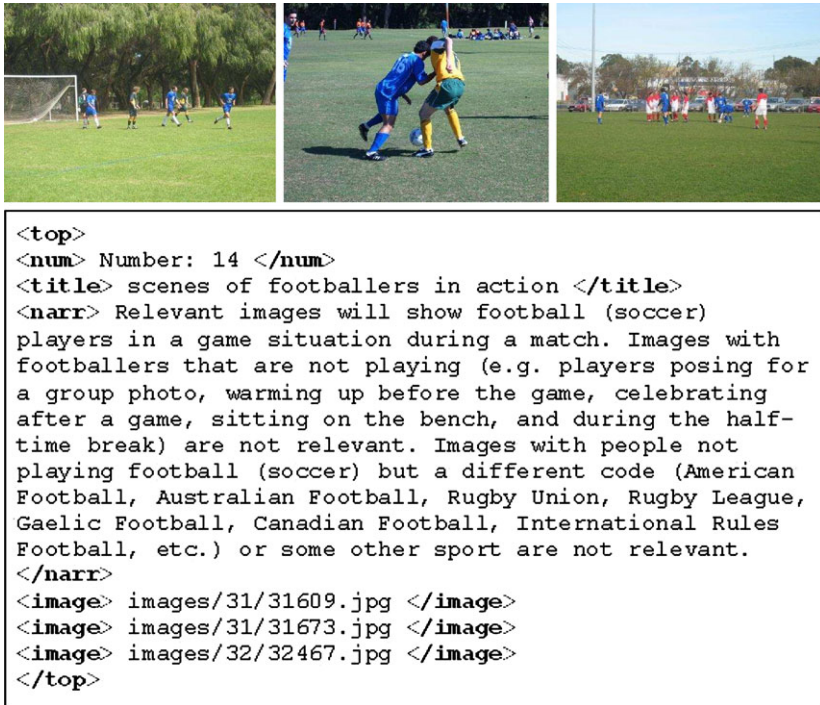 <top>
<num> Number: 14 </num>
<title> scenes of footballers in action </title>
<narr> Relevant images will show football (soccer)
players in a game situation during a match. Images with
footballers that are not playing (e.g. players posing for
a group photo, warming up before the game, celebrating
after a game, sitting on the bench, and during the half-
time break) are not relevant. Images with people not
playing football (soccer) but a different code (American
Football, Australian Football, Rugby Union, Rugby League,
Gaelic Football, Canadian Football, International Rules
Football, etc.) or some other sport are not relevant.
</narr>
<image> images/31/31609.jpg </image>
<image> images/31/31673.jpg </image>
<image> images/32/32467.jpg </image>
</top>